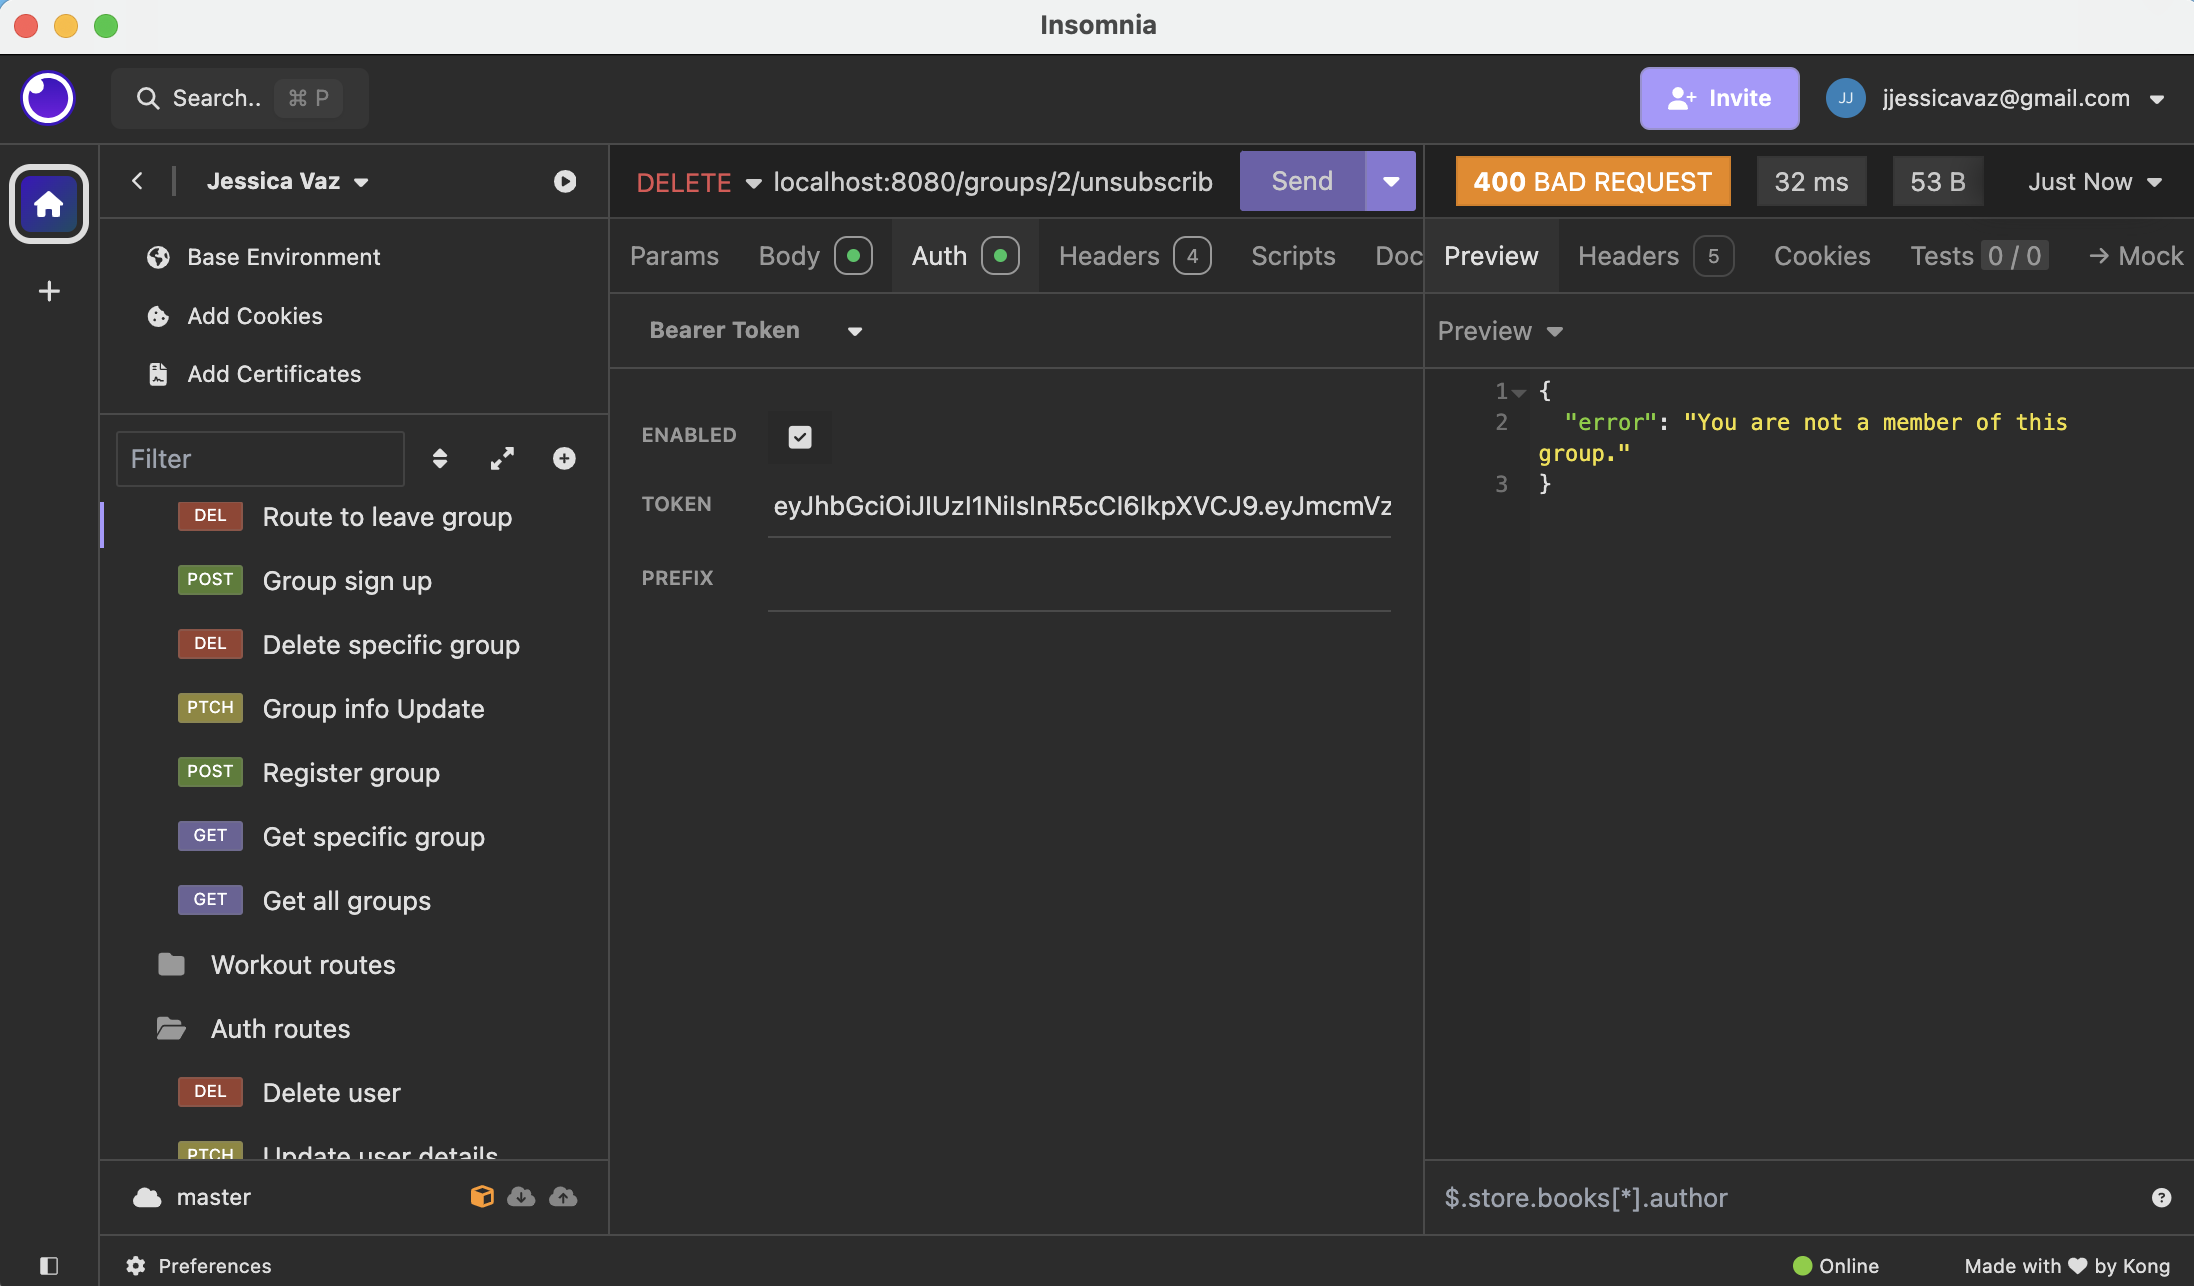 Insomnia
Search..
⌘ P
Invite
JJ
jjessicavaz@gmail.com
Jessica Vaz
Base Environment
Add Cookies
Add Certificates
Filter
DEL Route to leave group
POST Group sign up
DEL Delete specific group
PTCH Group info Update
POST Register group
GET Get specific group
GET Get all groups
Workout routes
Auth routes
DEL Delete user
PTCH Update user details
master
Preferences
DELETE localhost:8080/groups/2/unsubscrib
Send
Params Body Auth Headers 4 Scripts Doc
Bearer Token
ENABLED
TOKEN eyJhbGciOiJIUzI1NiIsInR5cCI6IkpXVCJ9.eyJmcmVz
PREFIX
400 BAD REQUEST 32 ms 53 B Just Now
Preview Headers 5 Cookies Tests 0 / 0 → Mock
Preview
1 {
2 "error": "You are not a member of this
group."
3 }
$.store.books[*].author
?
Online
Made with ♥ by Kong